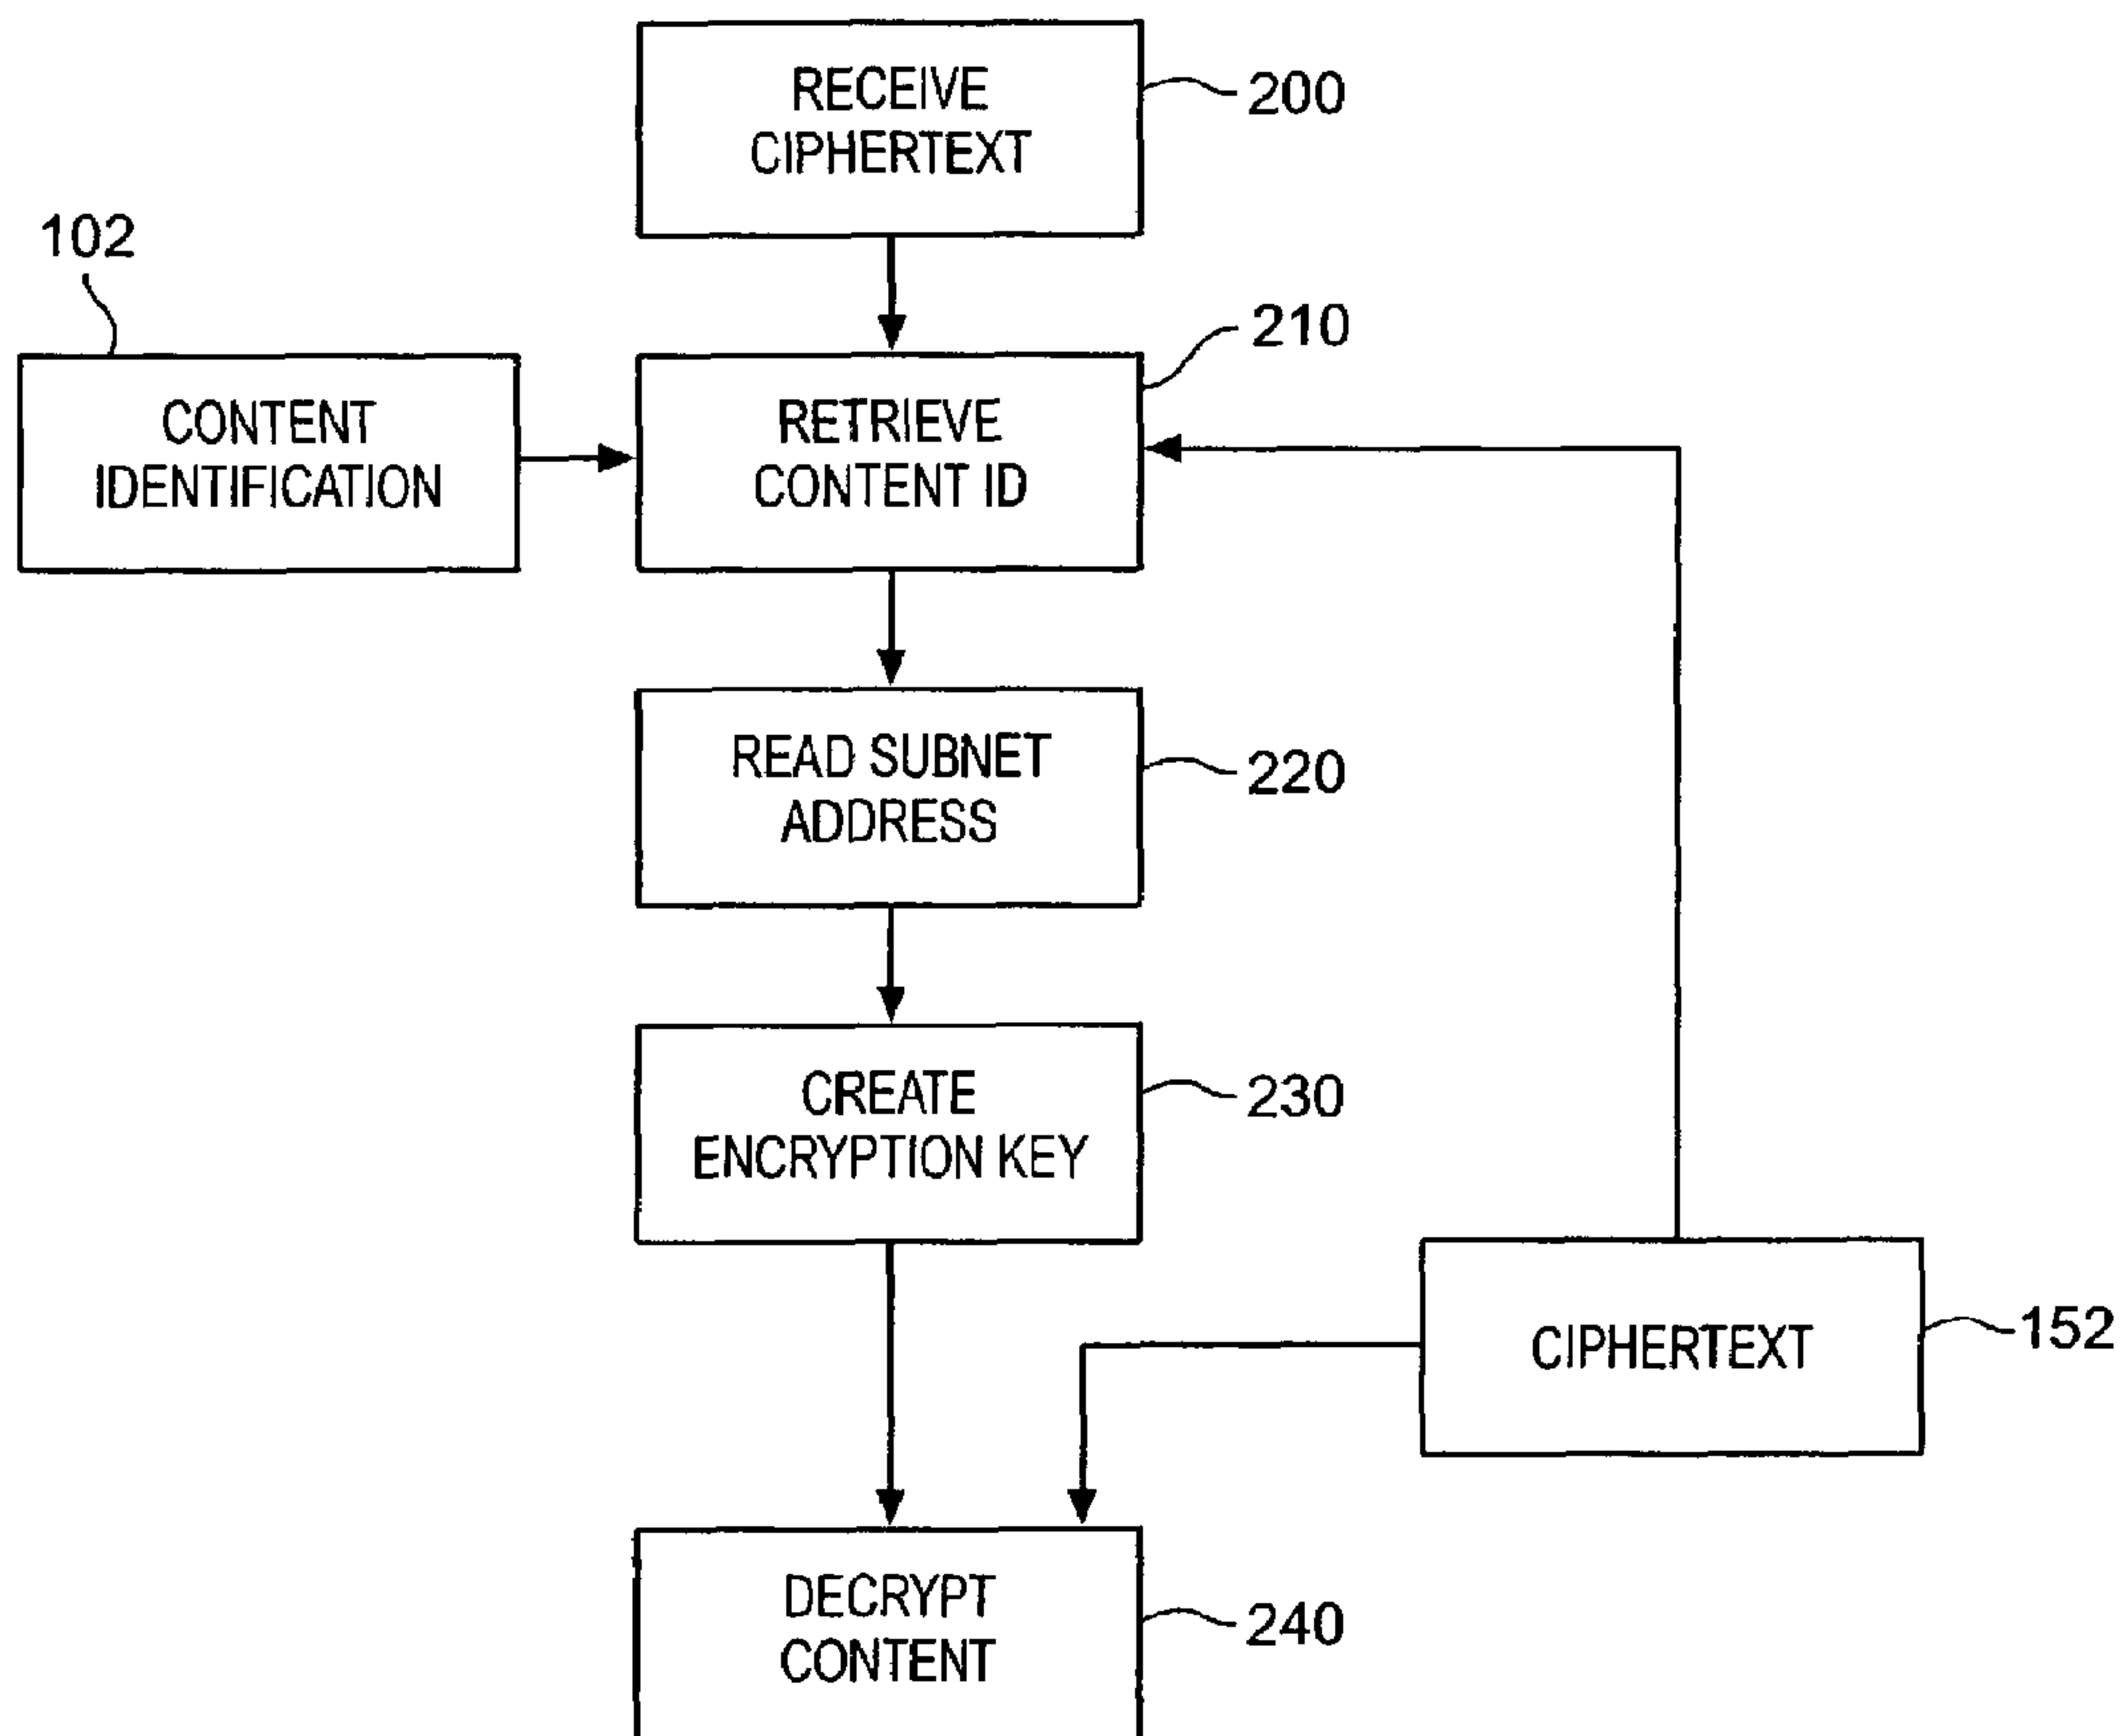 RECEIVE
CIPHERTEXT
200
102
210
CONTENT
IDENTIFICATION
RETRIEVE
CONTENT ID
READ SUBNET
ADDRESS
220
CREATE
ENCRYPTION KEY
230
CIPHERTEXT
152
DECRYPT
CONTENT
240